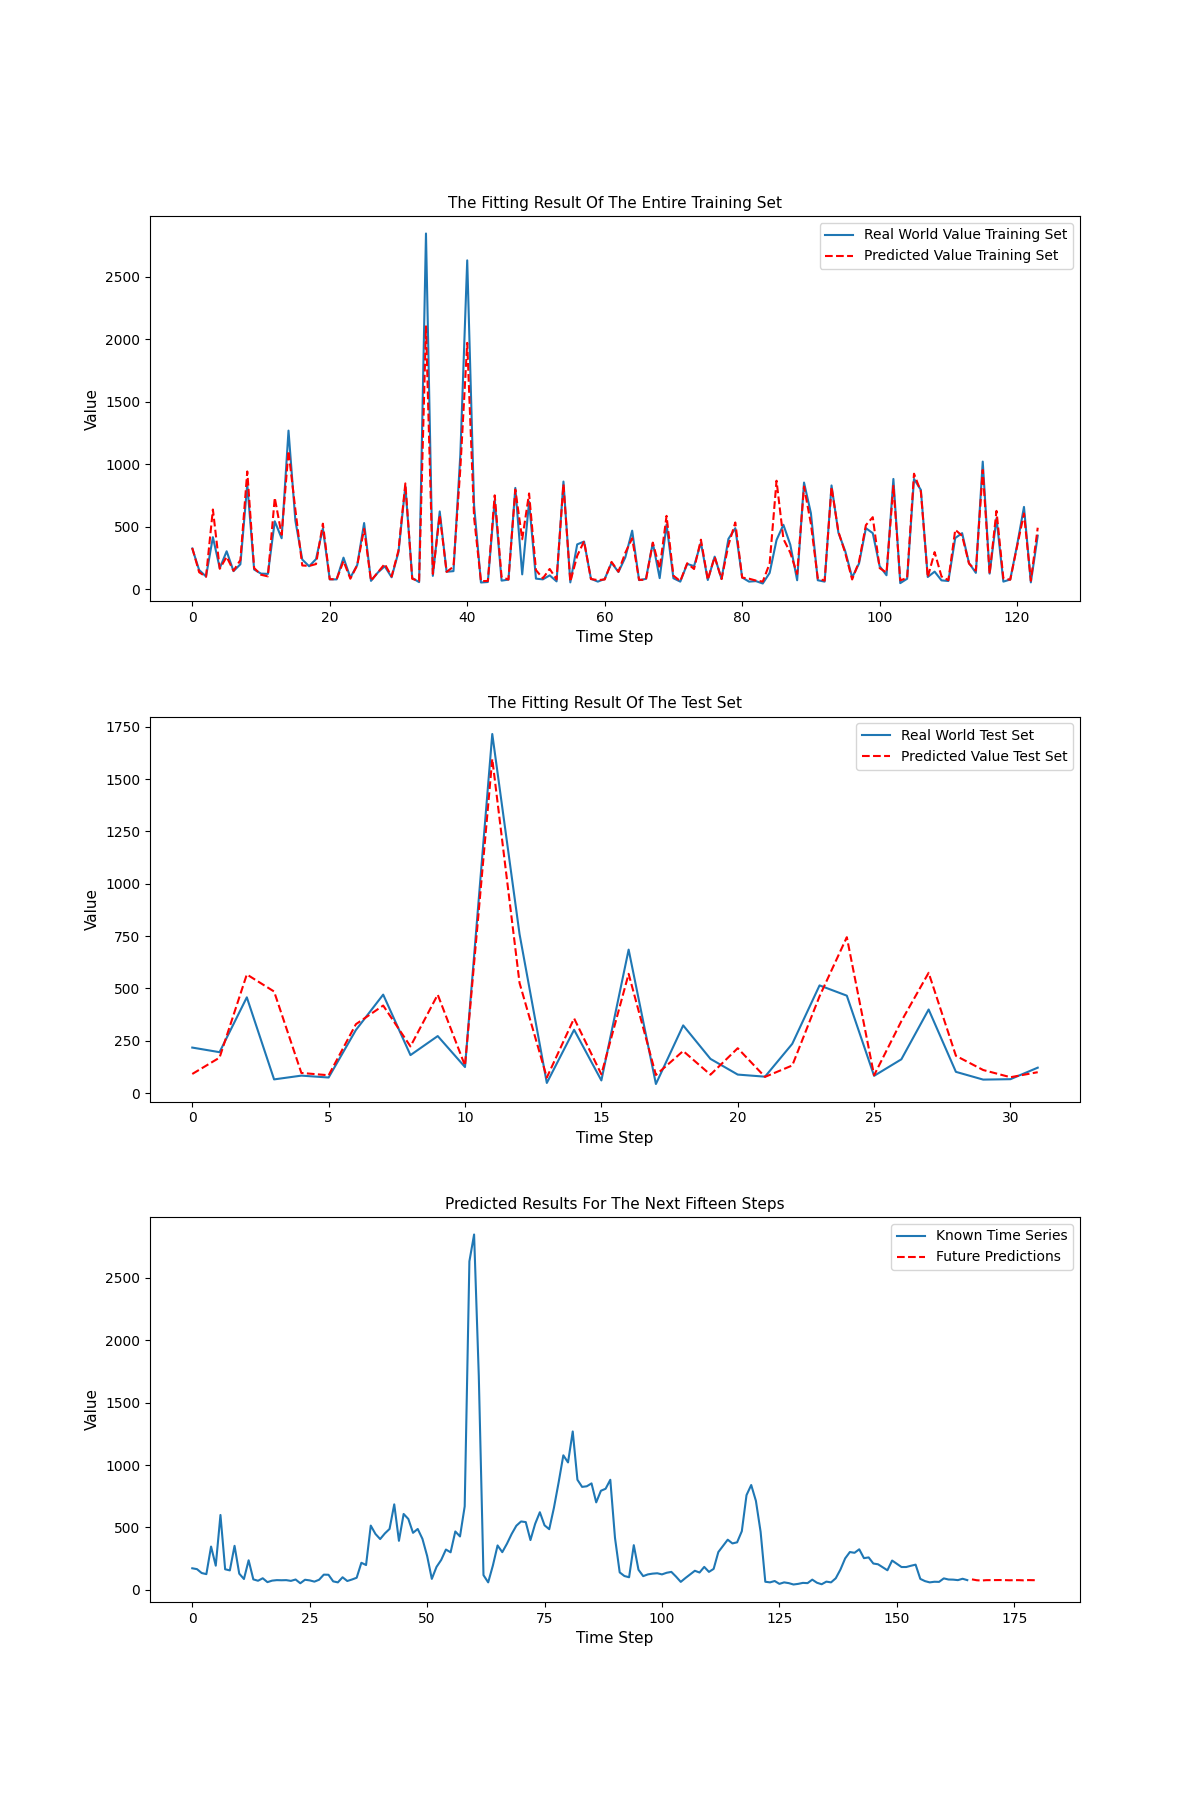 The Fitting Result Of The Entire Training Set
Real World Value Training Set
Predicted Value Training Set
Value
2500
2000
1500
1000
500
0
0 20 40 60 80 100 120
Time Step
The Fitting Result Of The Test Set
Real World Test Set
Predicted Value Test Set
Value
1750
1500
1250
1000
750
500
250
0
0 5 10 15 20 25 30
Time Step
Predicted Results For The Next Fifteen Steps
Known Time Series
Future Predictions
Value
2500
2000
1500
1000
500
0
0 25 50 75 100 125 150 175
Time Step